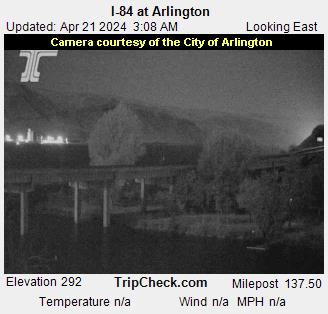 I-84 at Arlington
Updated: Apr 21 2024 3:08 AM Looking East
Camera courtesy of the City of Arlington
Elevation 292 TripCheck.com Milepost 137.50
Temperature n/a Wind n/a MPH n/a